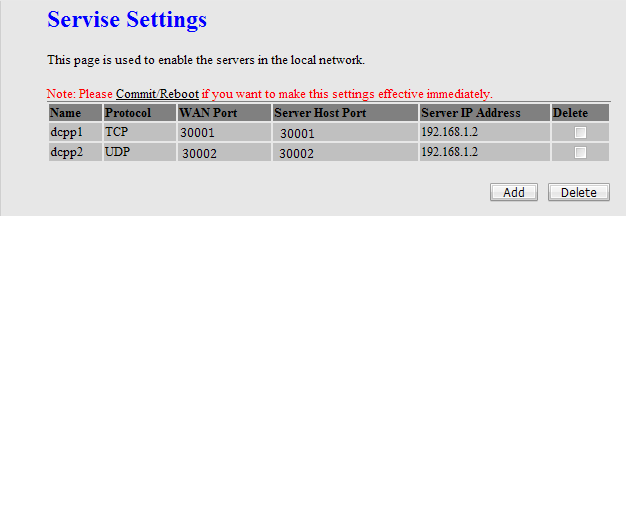 Servise Settings
This page is used to enable the servers in the local network.
Note: Please Commit/Reboot if you want to make this settings effective immediately.
Name Protocol WAN Port Server Host Port Server IP Address Delete
dcpp1 TCP 30001 30001 192.168.1.2
dcpp2 UDP 30002 30002 192.168.1.2
Add Delete